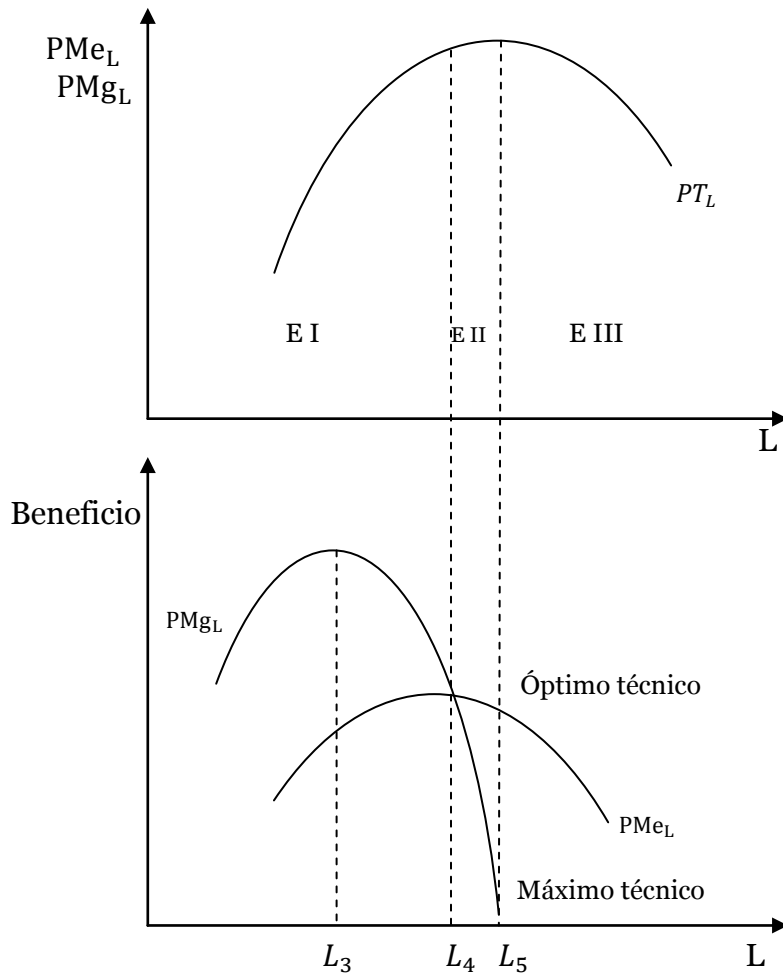 PMe_L
PMg_L
PT_L
E I
E II
E III
L
Beneficio
PMg_L
Óptimo técnico
PMe_L
Máximo técnico
L_3
L_4
L_5
L